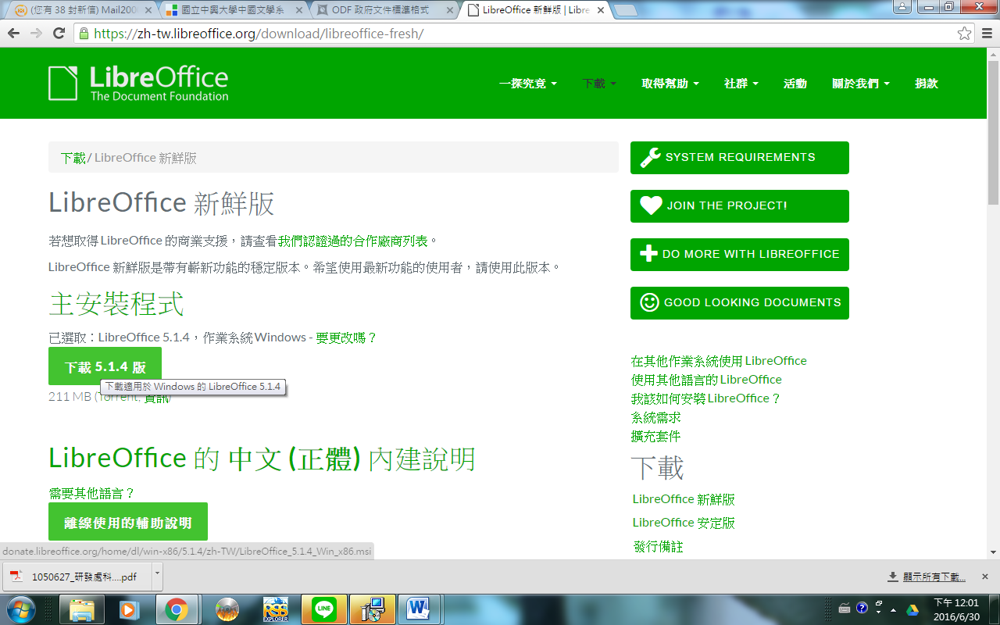 (您有 38 封新信) Mail200
國立中興大學中國文學系
ODF 政府文件標準格式
LibreOffice 新鮮版 | Libre
https://zh-tw.libreoffice.org/download/libreoffice-fresh/
LibreOffice
The Document Foundation
一探究竟
下載
取得幫助
社群
活動
關於我們
捐款
下載 / LibreOffice 新鮮版
LibreOffice 新鮮版
若想取得 LibreOffice 的商業支援，請查看我們認證過的合作廠商列表。
LibreOffice 新鮮版是帶有嶄新功能的穩定版本。希望使用最新功能的使用者，請使用此版本。
主安裝程式
已選取：LibreOffice 5.1.4，作業系統 Windows - 要更改嗎？
下載 5.1.4 版
下載適用於 Windows 的 LibreOffice 5.1.4
211 MB (Torrent, 資訊)
LibreOffice 的 中文 (正體) 內建說明
需要其他語言？
離線使用的輔助說明
SYSTEM REQUIREMENTS
JOIN THE PROJECT!
DO MORE WITH LIBREOFFICE
GOOD LOOKING DOCUMENTS
在其他作業系統使用 LibreOffice
使用其他語言的 LibreOffice
我該如何安裝 LibreOffice？
系統需求
擴充套件
下載
LibreOffice 新鮮版
LibreOffice 安定版
發行備註
donate.libreoffice.org/home/dl/win-x86/5.1.4/zh-TW/LibreOffice_5.1.4_Win_x86.msi
1050627_研發處科....pdf
顯示所有下載...
RSB
EXPLORER
LINE
下午 12:01
2016/6/30